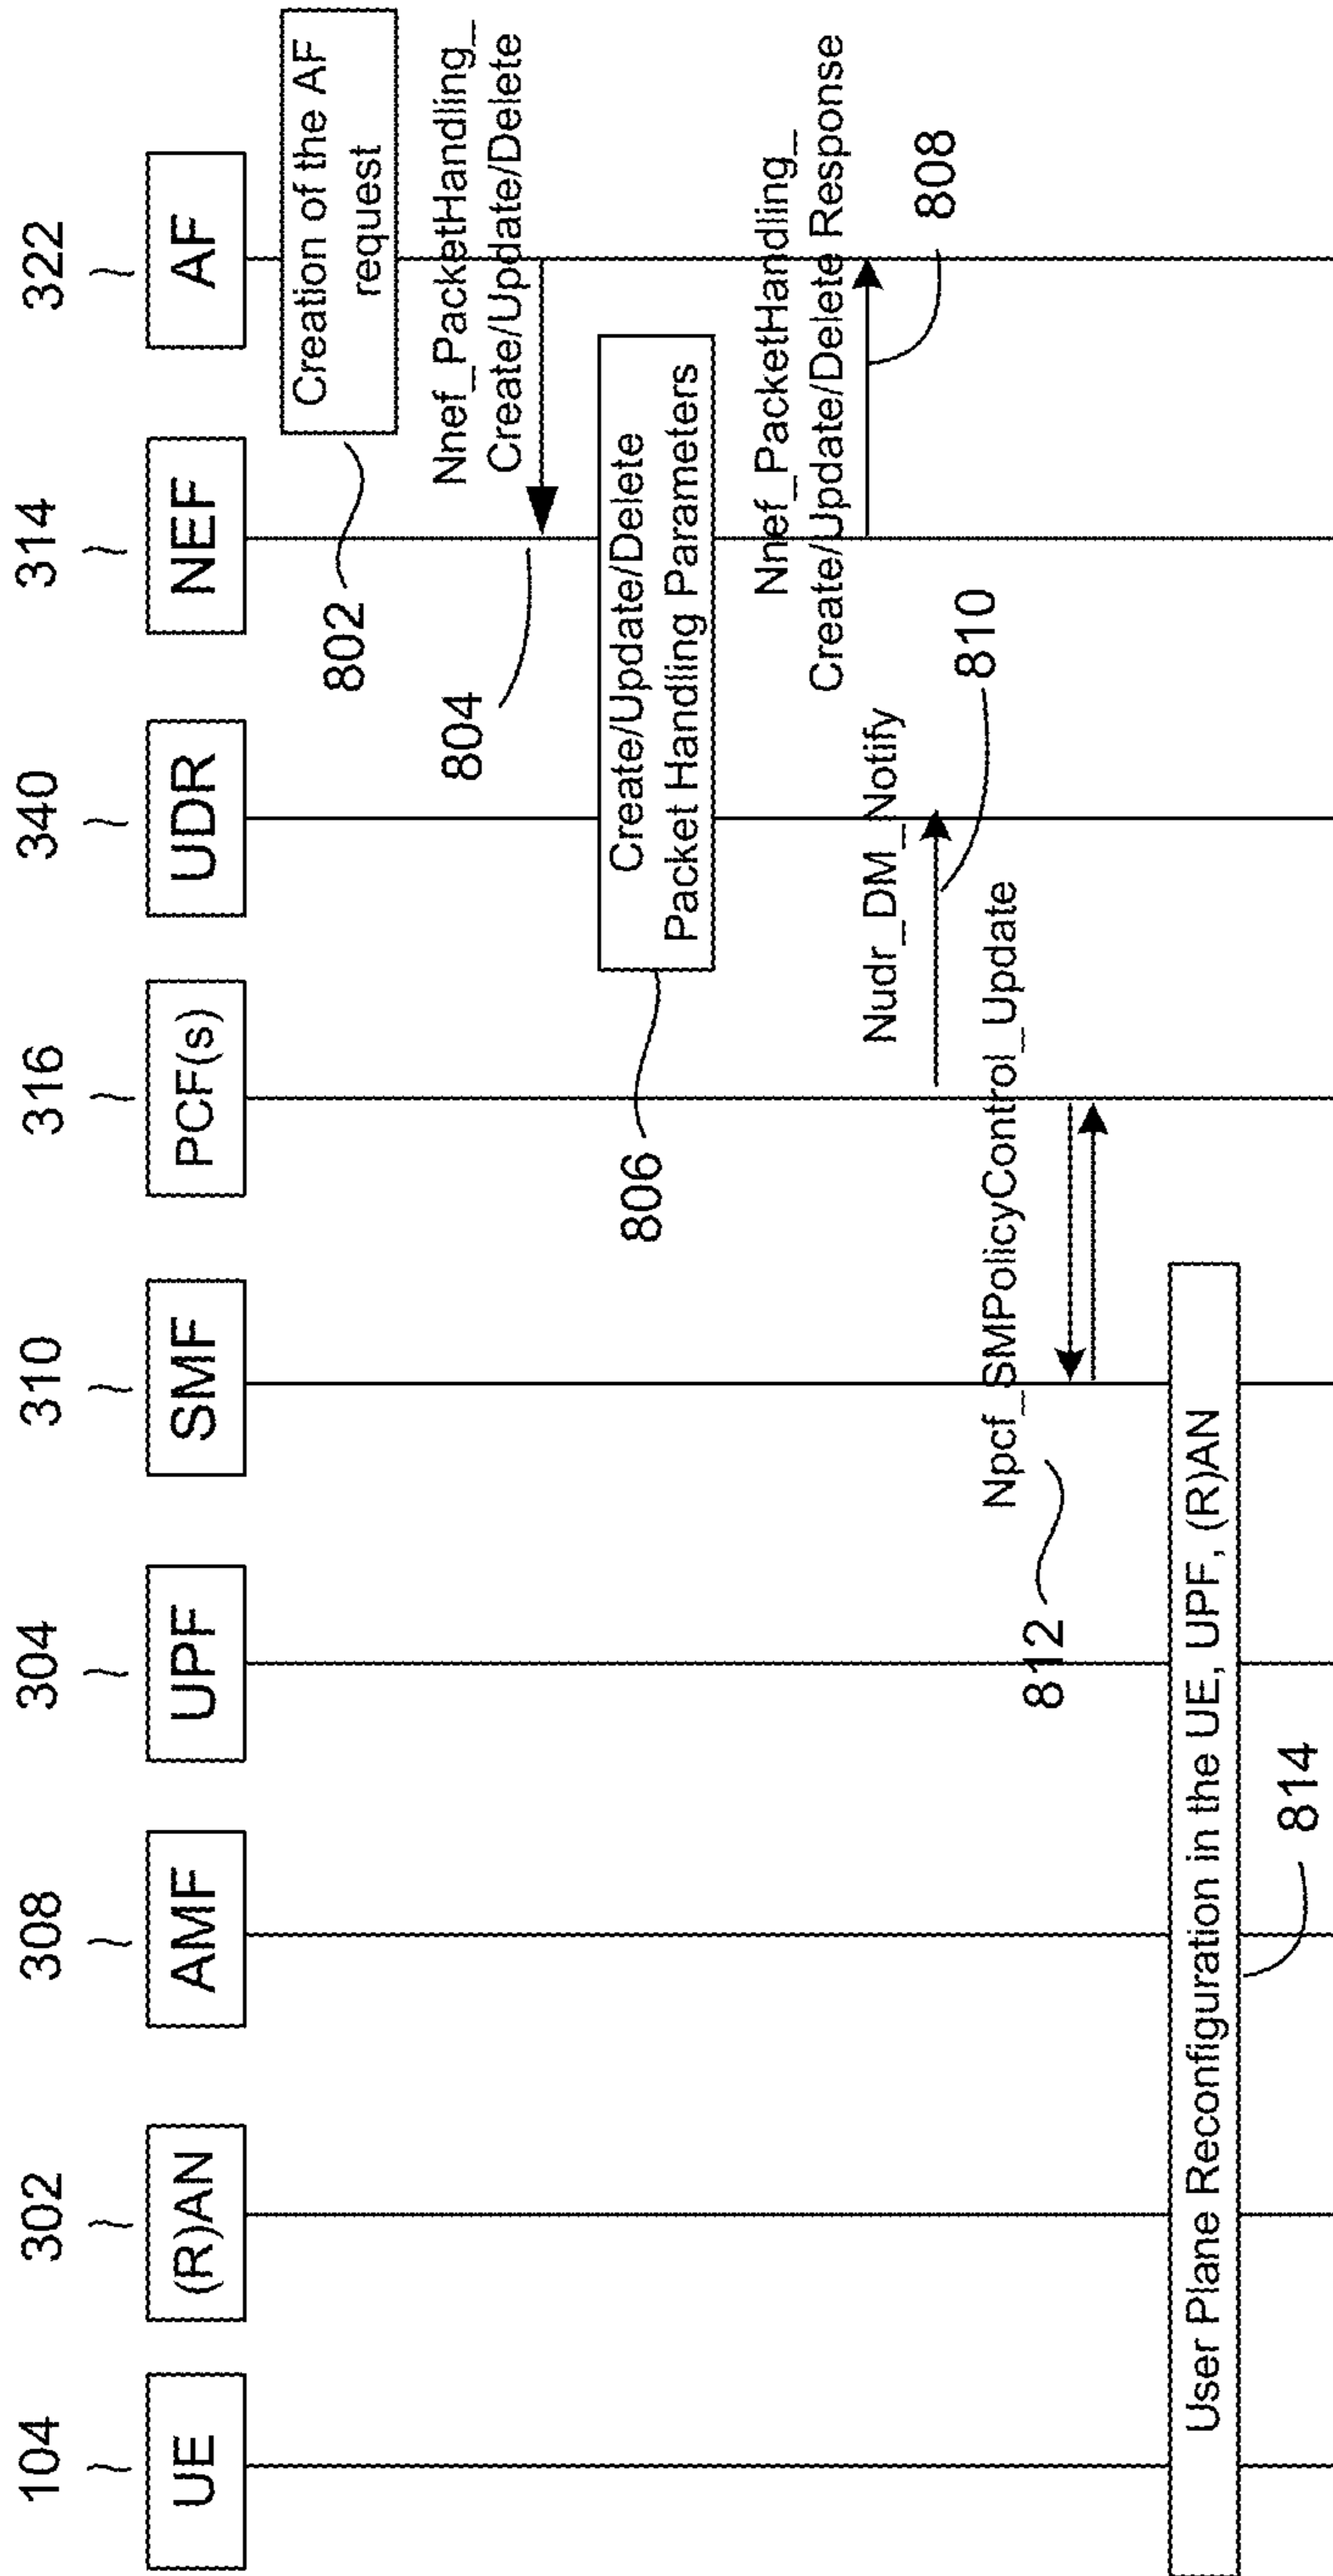 104
302
308
304
310
316
340
314
322
UE
(R)AN
AMF
UPF
SMF
PCF(s)
UDR
NEF
AF
Creation of the AF
request
802
Nnef_PacketHandling_
Create/Update/Delete
804
Create/Update/Delete
Packet Handling Parameters
806
Nnef_PacketHandling_
Create/Update/Delete Response
808
Nudr_DM_Notify
810
Npcf_SMPolicyControl_Update
812
User Plane Reconfiguration in the UE, UPF, (R)AN
814